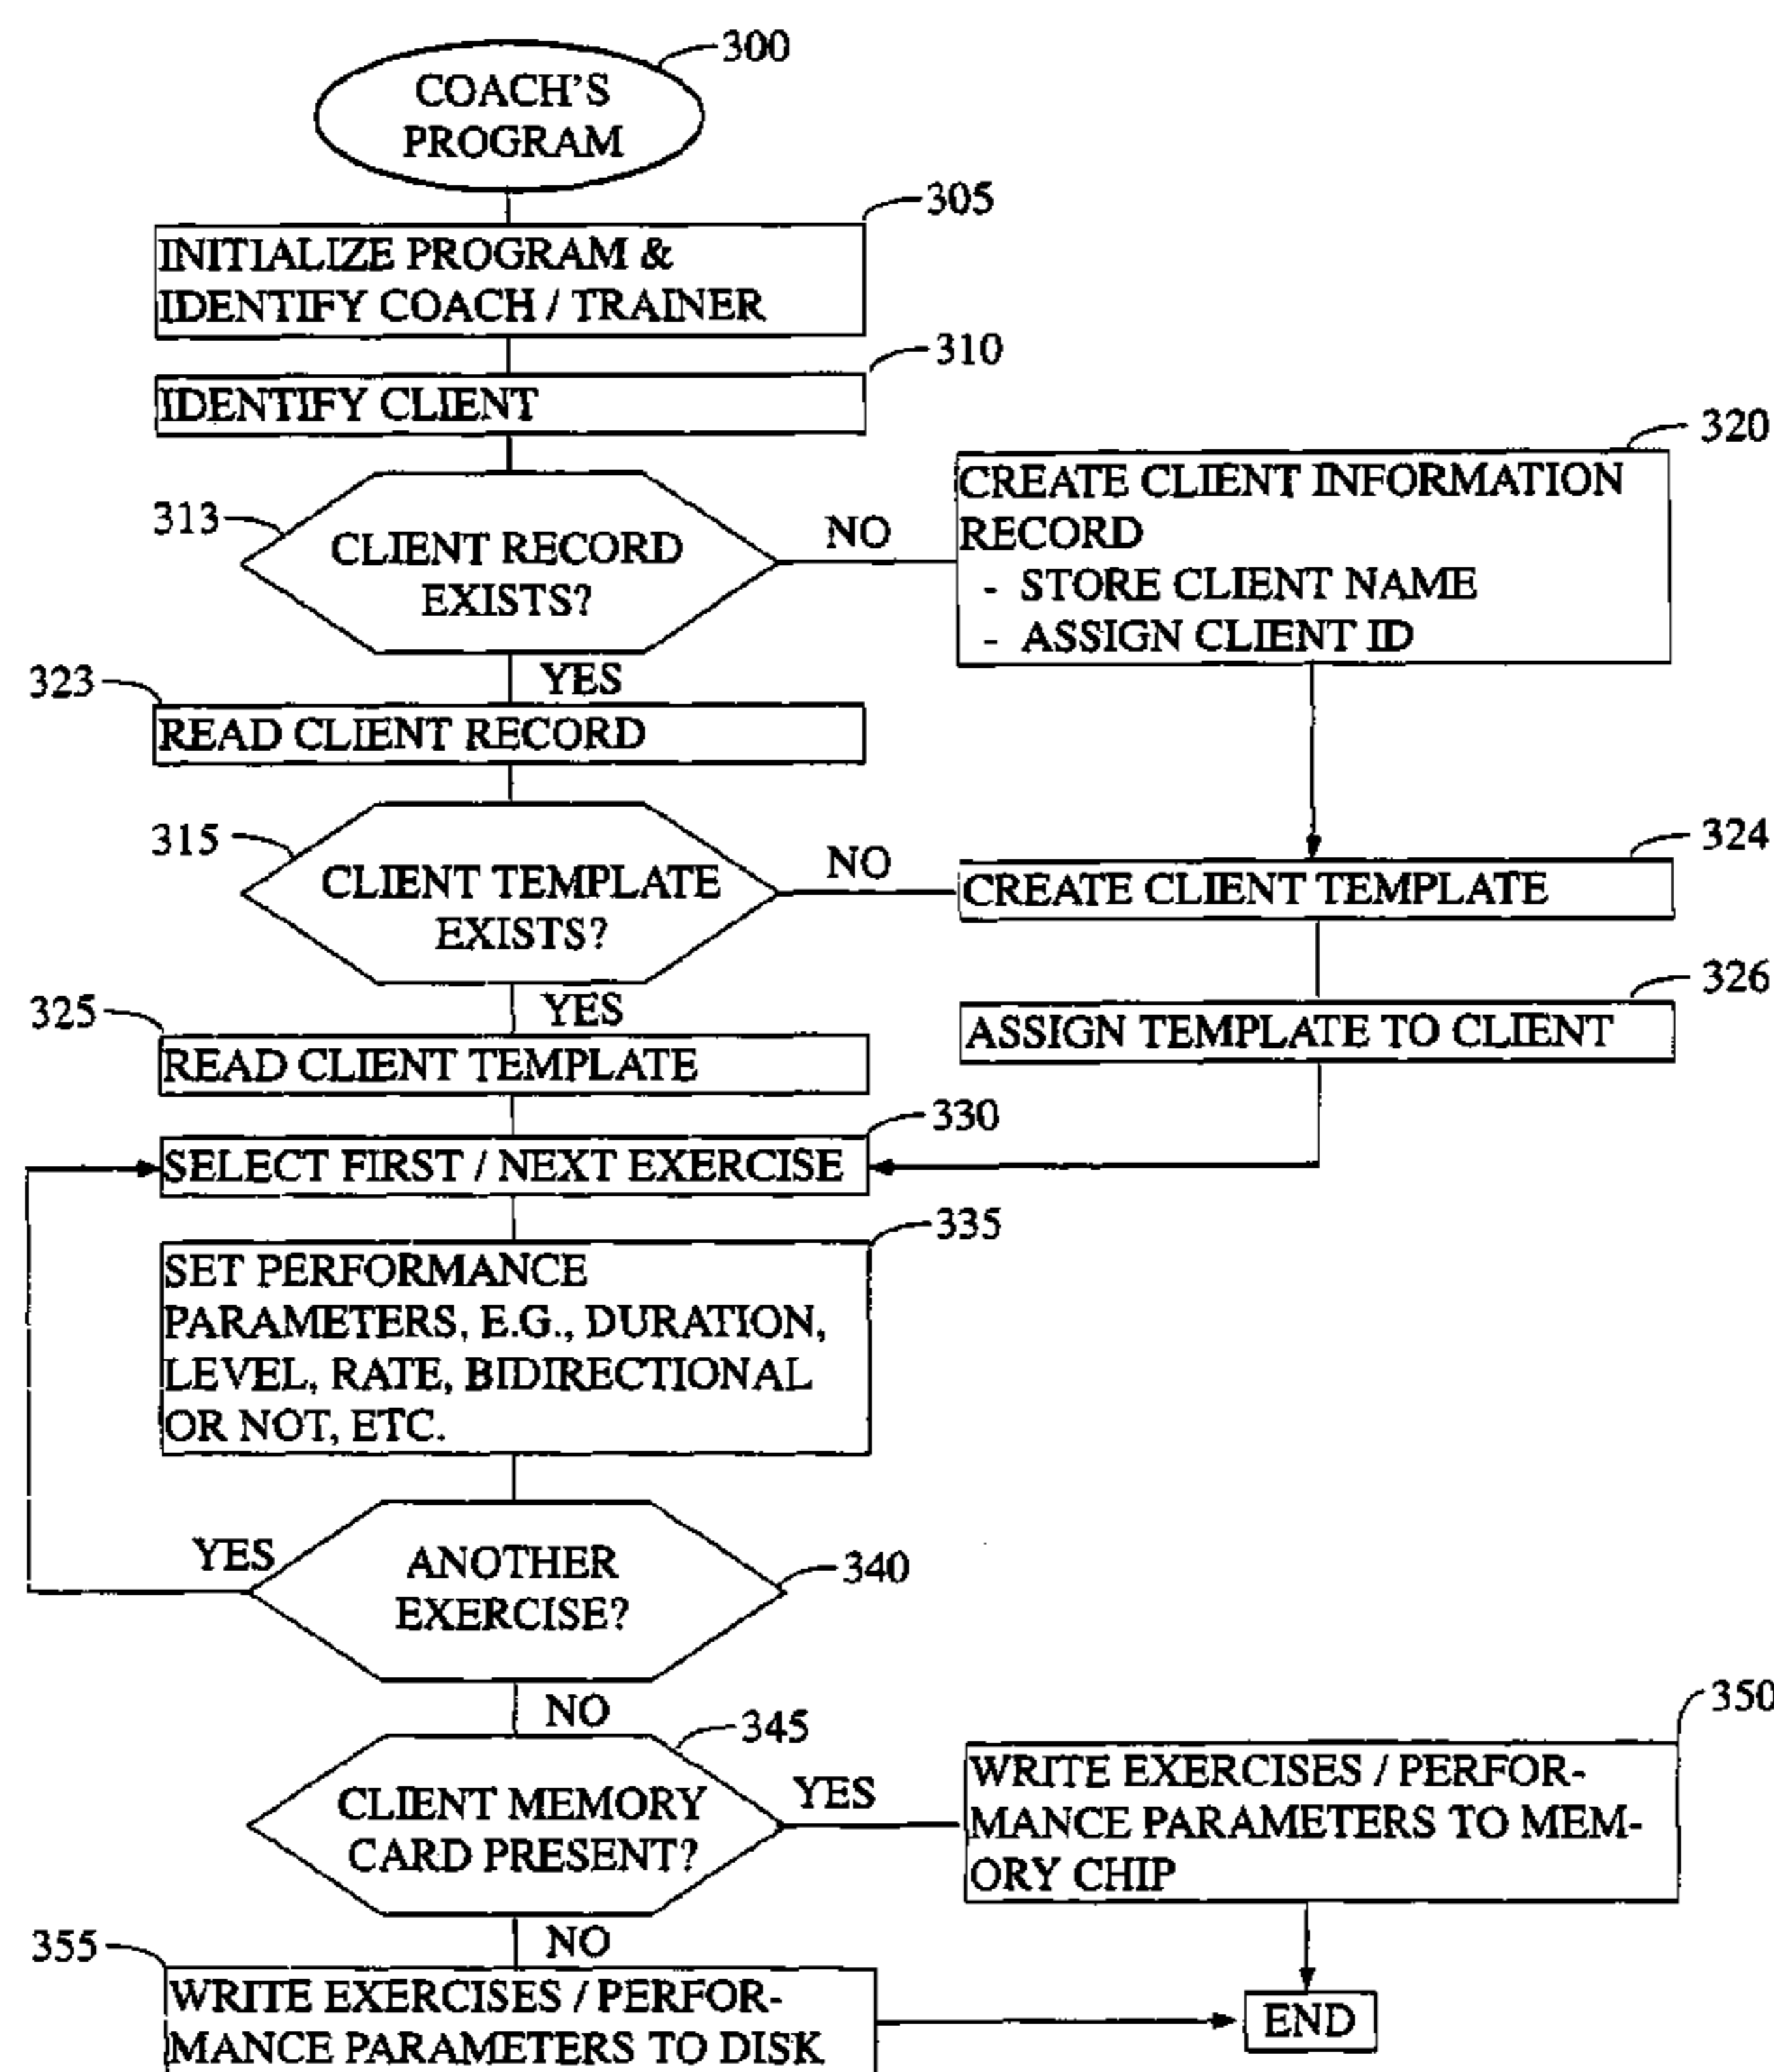 300
COACH'S
PROGRAM
305
INITIALIZE PROGRAM &
IDENTIFY COACH / TRAINER
310
IDENTIFY CLIENT
320
CREATE CLIENT INFORMATION
RECORD
- STORE CLIENT NAME
- ASSIGN CLIENT ID
313
CLIENT RECORD
EXISTS?
NO
YES
323
READ CLIENT RECORD
315
CLIENT TEMPLATE
EXISTS?
NO
324
CREATE CLIENT TEMPLATE
YES
326
ASSIGN TEMPLATE TO CLIENT
325
READ CLIENT TEMPLATE
330
SELECT FIRST / NEXT EXERCISE
335
SET PERFORMANCE
PARAMETERS, E.G., DURATION,
LEVEL, RATE, BIDIRECTIONAL
OR NOT, ETC.
YES
ANOTHER
EXERCISE?
340
NO
345
CLIENT MEMORY
CARD PRESENT?
YES
350
WRITE EXERCISES / PERFOR-
MANCE PARAMETERS TO MEM-
ORY CHIP
NO
355
WRITE EXERCISES / PERFOR-
MANCE PARAMETERS TO DISK
END